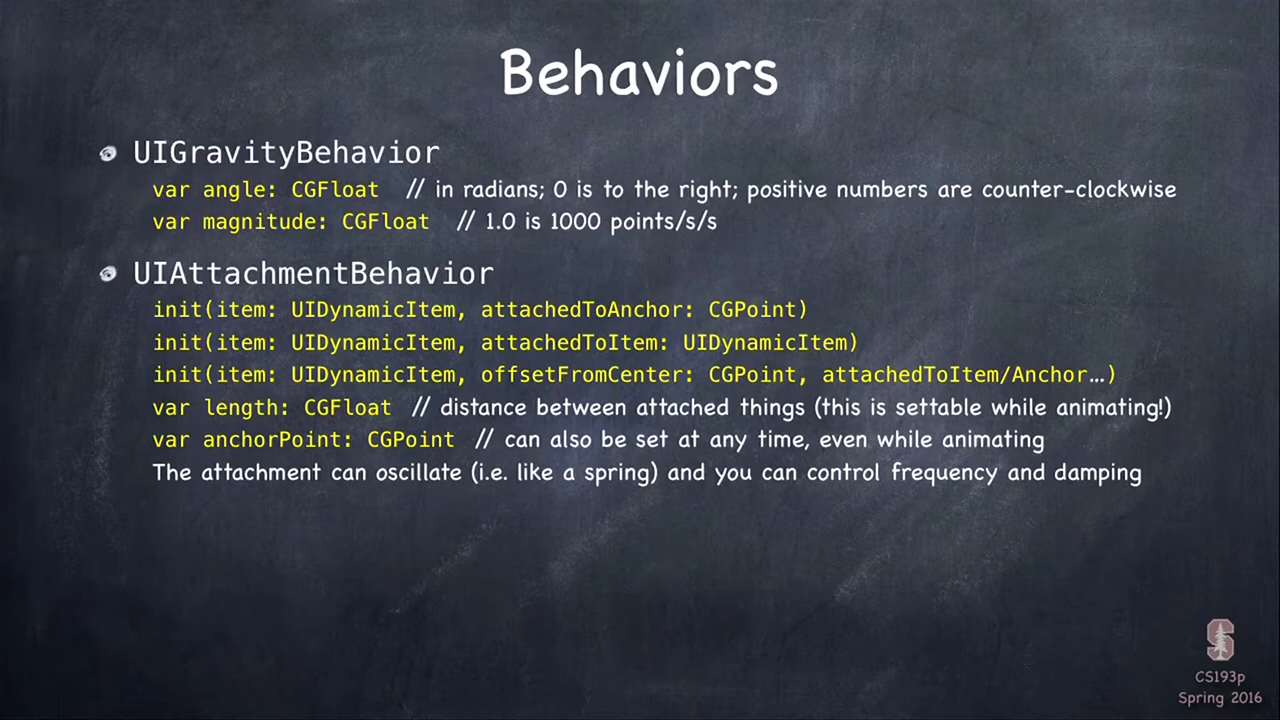 Behaviors
UIGravityBehavior
var angle: CGFloat // in radians; 0 is to the right; positive numbers are counter-clockwise
var magnitude: CGFloat // 1.0 is 1000 points/s/s
UIAttachmentBehavior
init(item: UIDynamicItem, attachedToAnchor: CGPoint)
init(item: UIDynamicItem, attachedToItem: UIDynamicItem)
init(item: UIDynamicItem, offsetFromCenter: CGPoint, attachedToItem/Anchor…)
var length: CGFloat // distance between attached things (this is settable while animating!)
var anchorPoint: CGPoint // can also be set at any time, even while animating
The attachment can oscillate (i.e. like a spring) and you can control frequency and damping
S
CS193p
Spring 2016